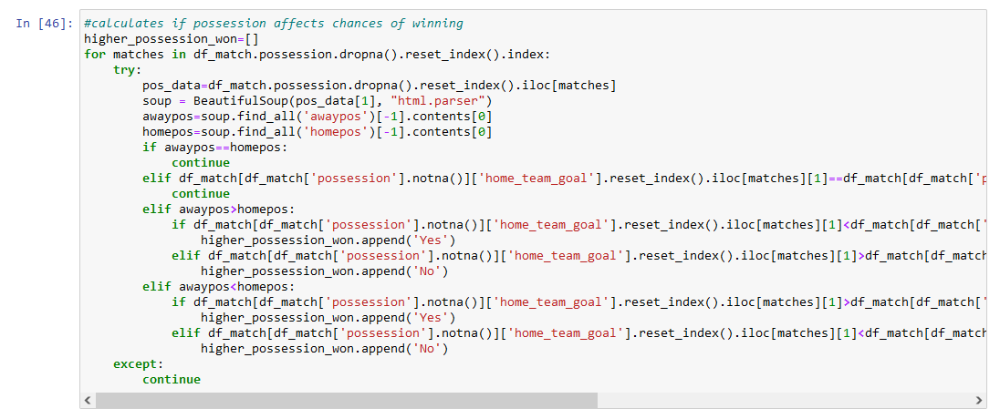 In [46]: #calculates if possession affects chances of winning
higher_possession_won=[]
for matches in df_match.possession.dropna().reset_index().index:
    try:
        pos_data=df_match.possession.dropna().reset_index().iloc[matches]
        soup = BeautifulSoup(pos_data[1], "html.parser")
        awaypos=soup.find_all('awaypos')[-1].contents[0]
        homepos=soup.find_all('homepos')[-1].contents[0]
        if awaypos==homepos:
            continue
        elif df_match[df_match['possession'].notna()]['home_team_goal'].reset_index().iloc[matches][1]==df_match[df_match['p
            continue
        elif awaypos>homepos:
            if df_match[df_match['possession'].notna()]['home_team_goal'].reset_index().iloc[matches][1]<df_match[df_match['
                higher_possession_won.append('Yes')
            elif df_match[df_match['possession'].notna()]['home_team_goal'].reset_index().iloc[matches][1]>df_match[df_match
                higher_possession_won.append('No')
        elif awaypos<homepos:
            if df_match[df_match['possession'].notna()]['home_team_goal'].reset_index().iloc[matches][1]>df_match[df_match['
                higher_possession_won.append('Yes')
            elif df_match[df_match['possession'].notna()]['home_team_goal'].reset_index().iloc[matches][1]<df_match[df_match
                higher_possession_won.append('No')
    except:
        continue